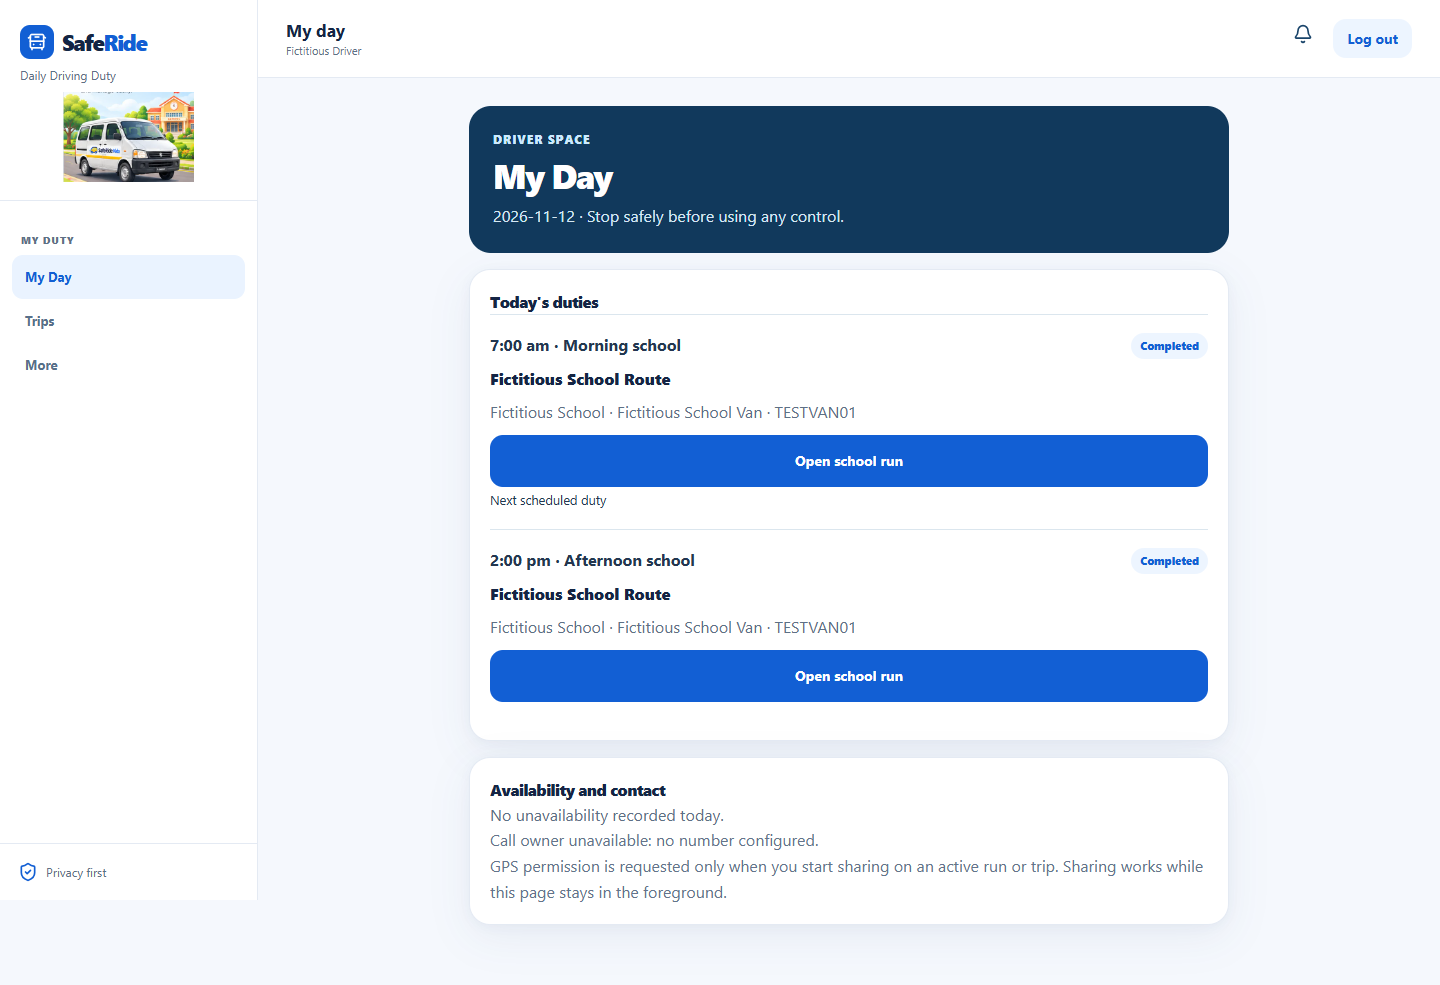 SafeRide
Daily Driving Duty
SafeRide
MY DUTY
My Day
Trips
More
Privacy first
My day
Fictitious Driver
Log out
DRIVER SPACE
My Day
2026-11-12 · Stop safely before using any control.
Today's duties
7:00 am · Morning school
Completed
Fictitious School Route
Fictitious School · Fictitious School Van · TESTVAN01
Open school run
Next scheduled duty
2:00 pm · Afternoon school
Completed
Fictitious School Route
Fictitious School · Fictitious School Van · TESTVAN01
Open school run
Availability and contact
No unavailability recorded today.
Call owner unavailable: no number configured.
GPS permission is requested only when you start sharing on an active run or trip. Sharing works while
this page stays in the foreground.